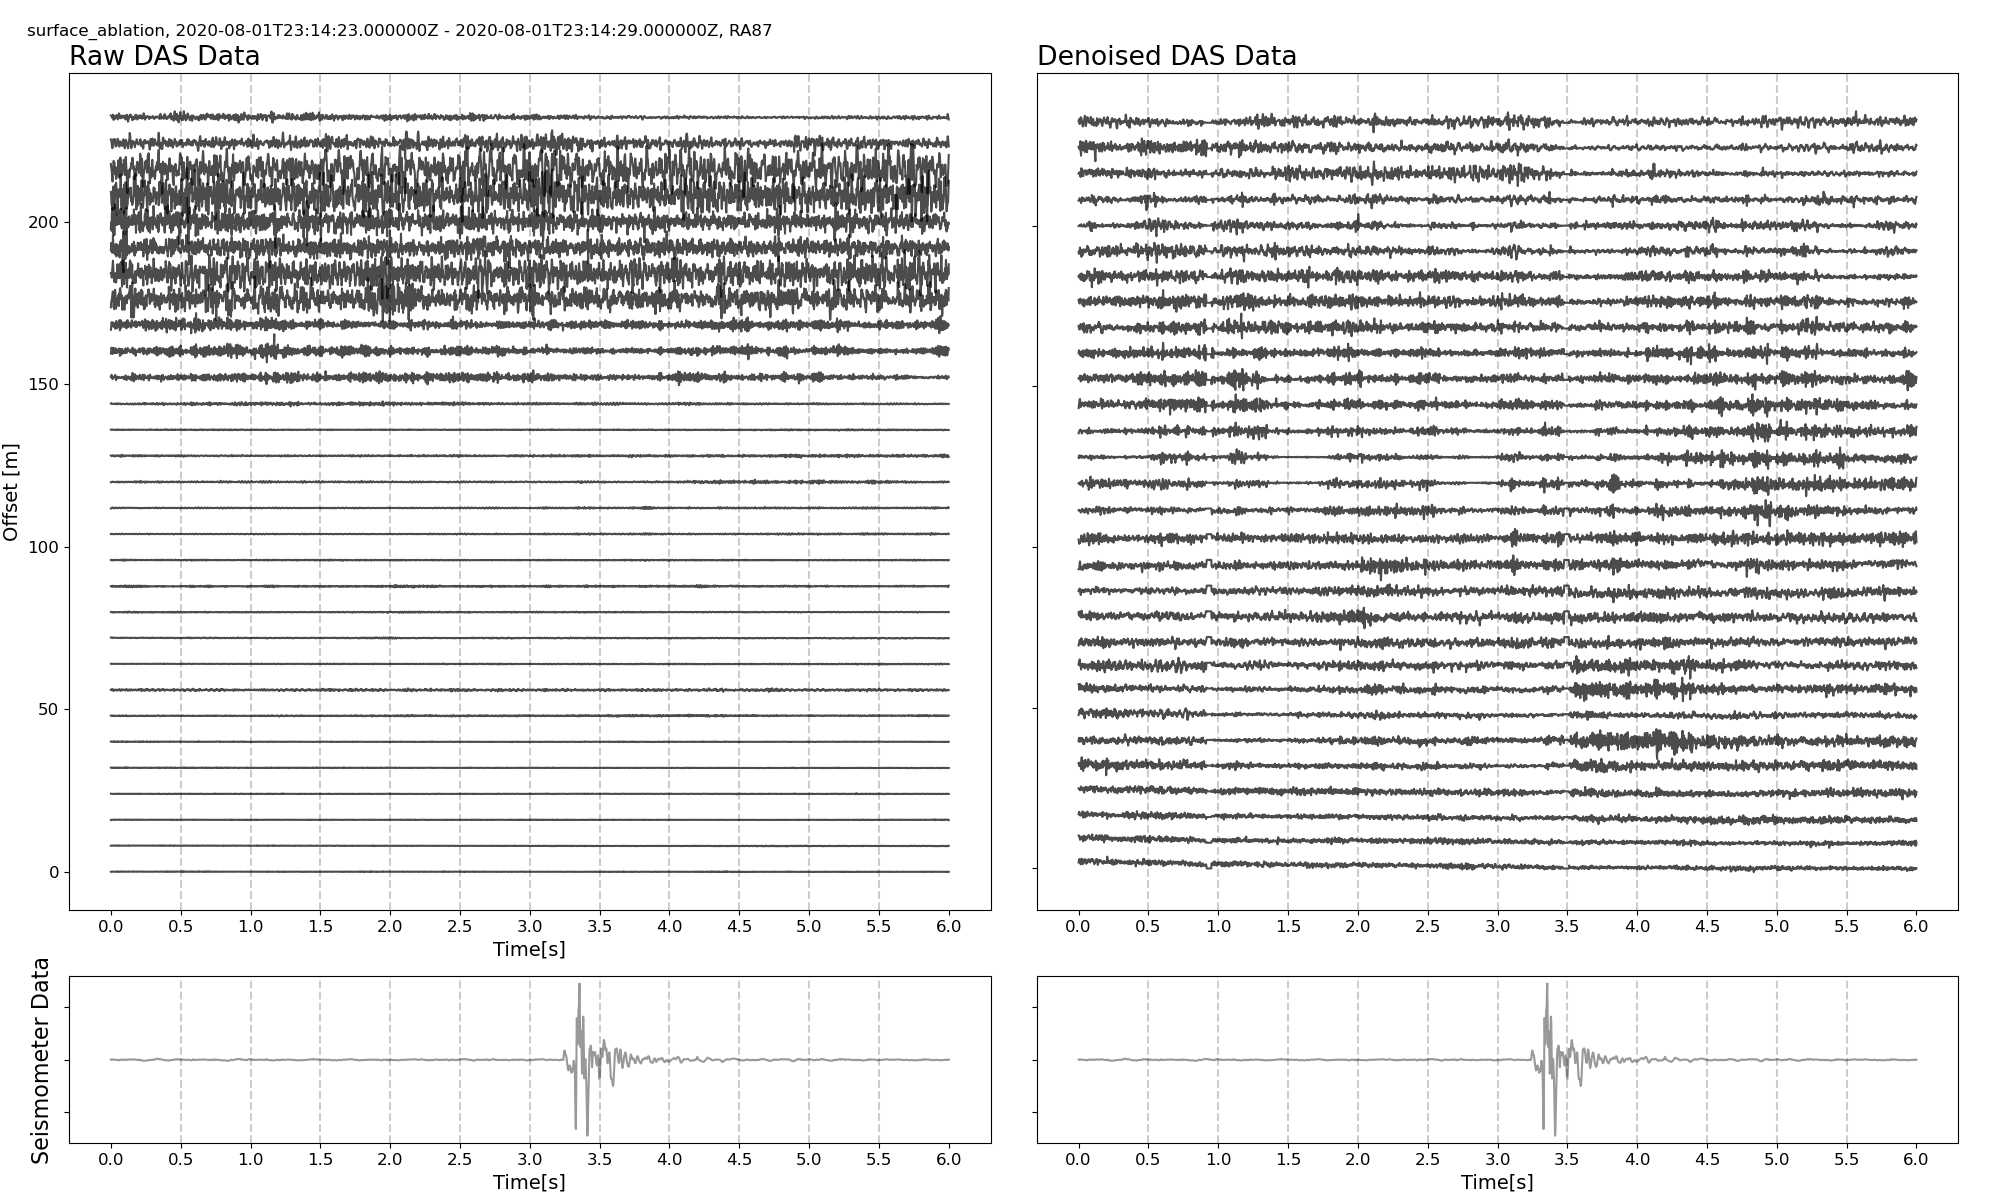 surface_ablation, 2020-08-01T23:14:23.000000Z - 2020-08-01T23:14:29.000000Z, RA87
Raw DAS Data
Denoised DAS Data
Offset [m]
200
150
100
50
0
0.0 0.5 1.0 1.5 2.0 2.5 3.0 3.5 4.0 4.5 5.0 5.5 6.0
Time[s]
0.0 0.5 1.0 1.5 2.0 2.5 3.0 3.5 4.0 4.5 5.0 5.5 6.0
Seismometer Data
0.0 0.5 1.0 1.5 2.0 2.5 3.0 3.5 4.0 4.5 5.0 5.5 6.0
Time[s]
0.0 0.5 1.0 1.5 2.0 2.5 3.0 3.5 4.0 4.5 5.0 5.5 6.0
Time[s]